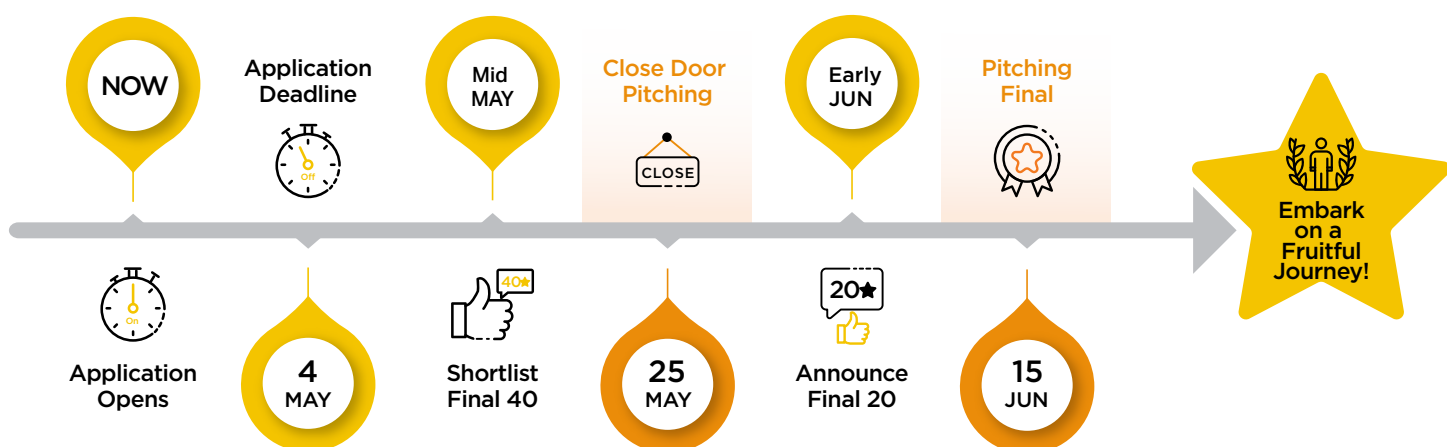 NOW
Application
Opens
On
Application
Deadline
Off
4
MAY
Mid
MAY
40★
Shortlist
Final 40
Close Door
Pitching
CLOSE
25
MAY
Early
JUN
20★
Announce
Final 20
Pitching
Final
15
JUN
Embark
on a
Fruitful
Journey!